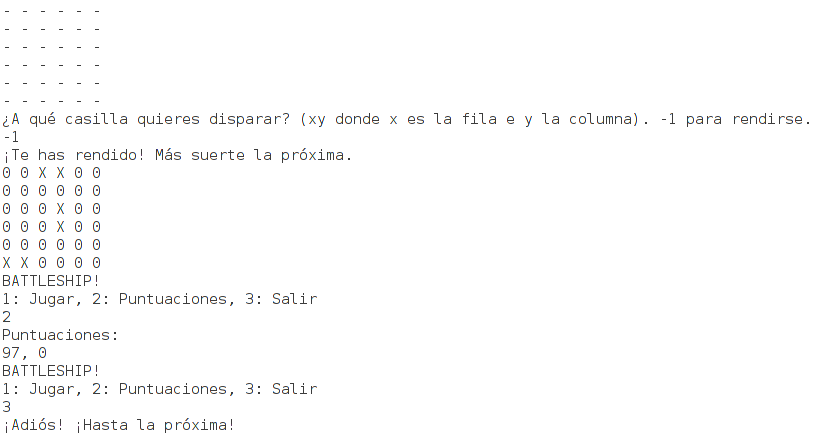 - - - - - -
- - - - - -
- - - - - -
- - - - - -
- - - - - -
- - - - - -
¿A qué casilla quieres disparar? (xy donde x es la fila e y la columna). -1 para rendirse.
-1
¡Te has rendido! Más suerte la próxima.
0 0 X X 0 0
0 0 0 0 0 0
0 0 0 X 0 0
0 0 0 X 0 0
0 0 0 0 0 0
X X 0 0 0 0
BATTLESHIP!
1: Jugar, 2: Puntuaciones, 3: Salir
2
Puntuaciones:
97, 0
BATTLESHIP!
1: Jugar, 2: Puntuaciones, 3: Salir
3
¡Adiós! ¡Hasta la próxima!